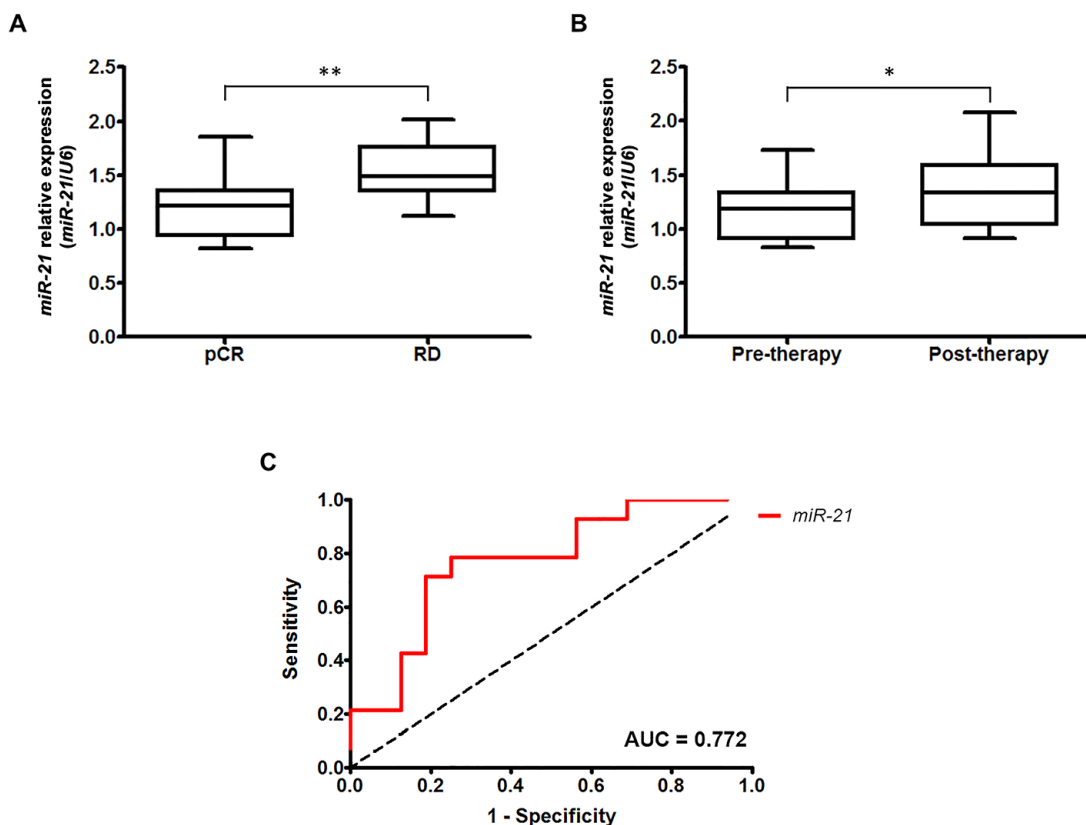 A
miR-21 relative expression
(miR-21/U6)
2.5
2.0
1.5
1.0
0.5
0.0
**
pCR
RD
B
miR-21 relative expression
(miR-21/U6)
2.5
2.0
1.5
1.0
0.5
0.0
*
Pre-therapy
Post-therapy
C
Sensitivity
1.0
0.8
0.6
0.4
0.2
0.0
0.0 0.2 0.4 0.6 0.8 1.0
1 - Specificity
miR-21
AUC = 0.772